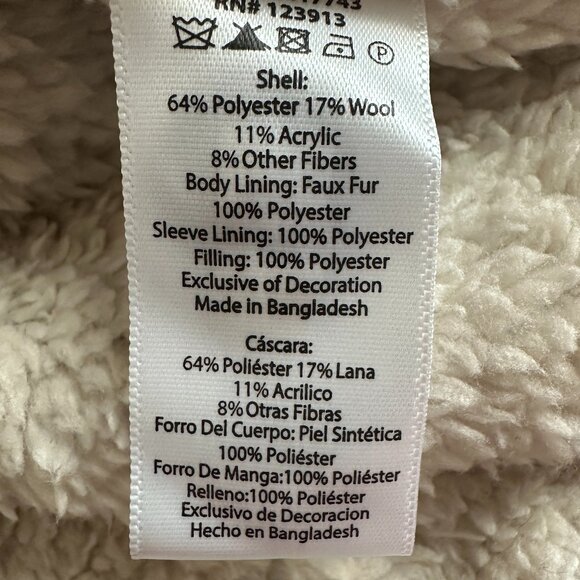 RN# 123913
P
Shell:
64% Polyester 17% Wool
11% Acrylic
8% Other Fibers
Body Lining: Faux Fur
100% Polyester
Sleeve Lining: 100% Polyester
Filling: 100% Polyester
Exclusive of Decoration
Made in Bangladesh
Cáscara:
64% Poliéster 17% Lana
11% Acrilico
8% Otras Fibras
Forro Del Cuerpo: Piel Sintética
100% Poliéster
Forro De Manga:100% Poliéster
Relleno:100% Poliéster
Exclusivo de Decoracion
Hecho en Bangladesh